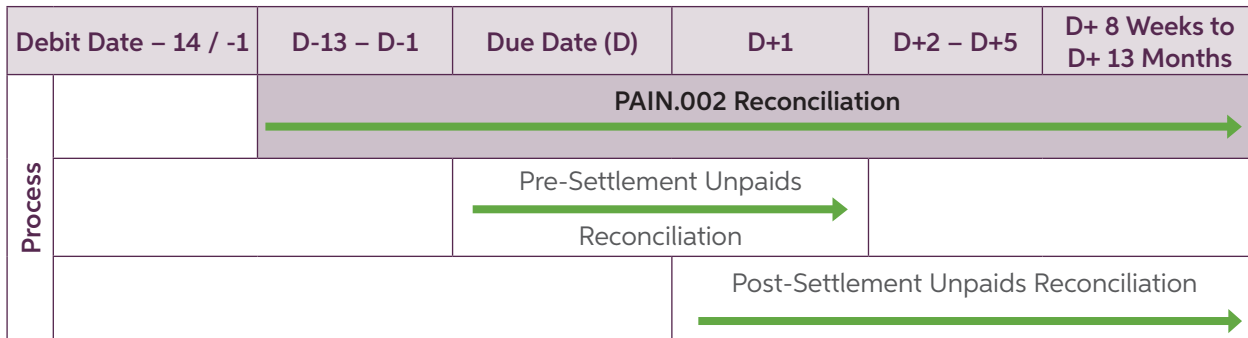 Debit Date – 14 / -1
D-13 – D-1
Due Date (D)
D+1
D+2 – D+5
D+ 8 Weeks to
D+ 13 Months
Process
PAIN.002 Reconciliation
Pre-Settlement Unpaids
Reconciliation
Post-Settlement Unpaids Reconciliation